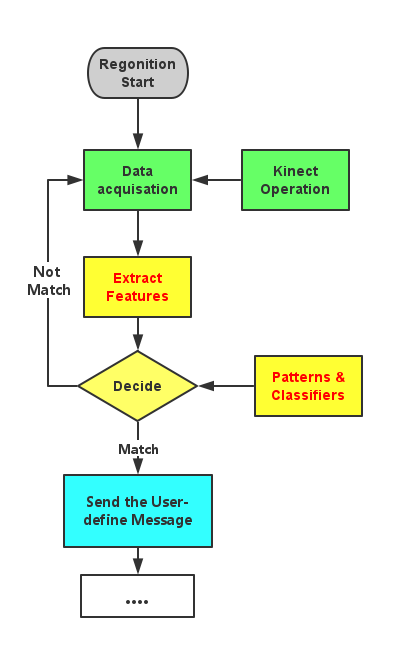 Regonition
Start
Data
acquisation
Kinect
Operation
Not
Match
Extract
Features
Decide
Patterns &
Classifiers
Match
Send the User-
define Message
....